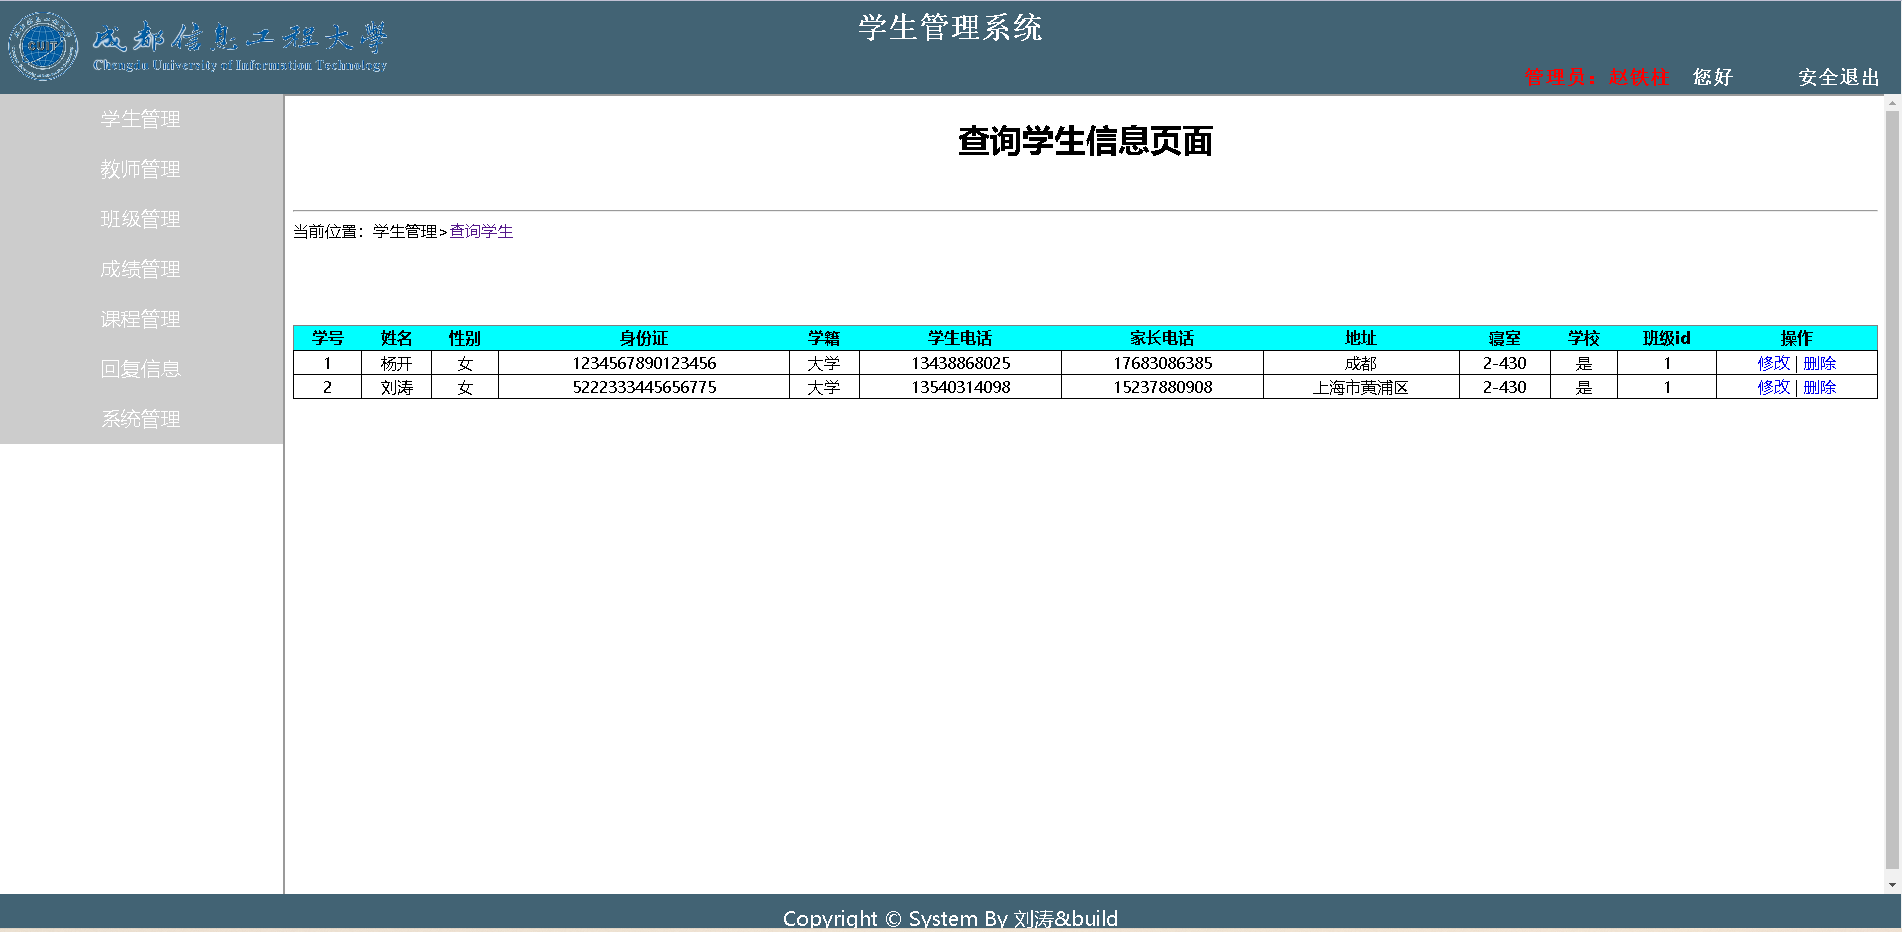 CUIT
成都信息工程大學
Chengdu University of Information Technology
学生管理系统
管理员：赵铁柱 您好 安全退出
学生管理
教师管理
班级管理
成绩管理
课程管理
回复信息
系统管理
查询学生信息页面
当前位置：学生管理>查询学生
学号 姓名 性别 身份证 学籍 学生电话 家长电话 地址 寝室 学校 班级id 操作
1 杨开 女 1234567890123456 大学 13438868025 17683086385 成都 2-430 是 1 修改 | 删除
2 刘涛 女 5222333445656775 大学 13540314098 15237880908 上海市黄浦区 2-430 是 1 修改 | 删除
Copyright © System By 刘涛&build